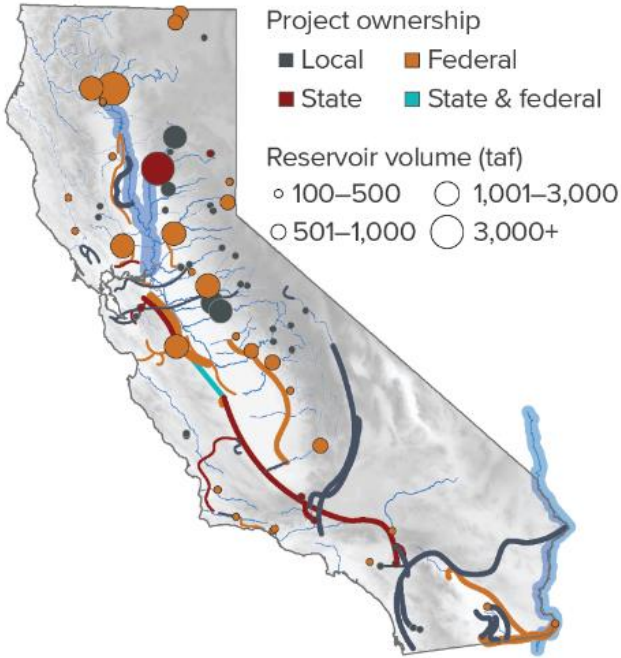 Project ownership
Local Federal
State State & federal
Reservoir volume (taf)
100–500 1,001–3,000
501–1,000 3,000+